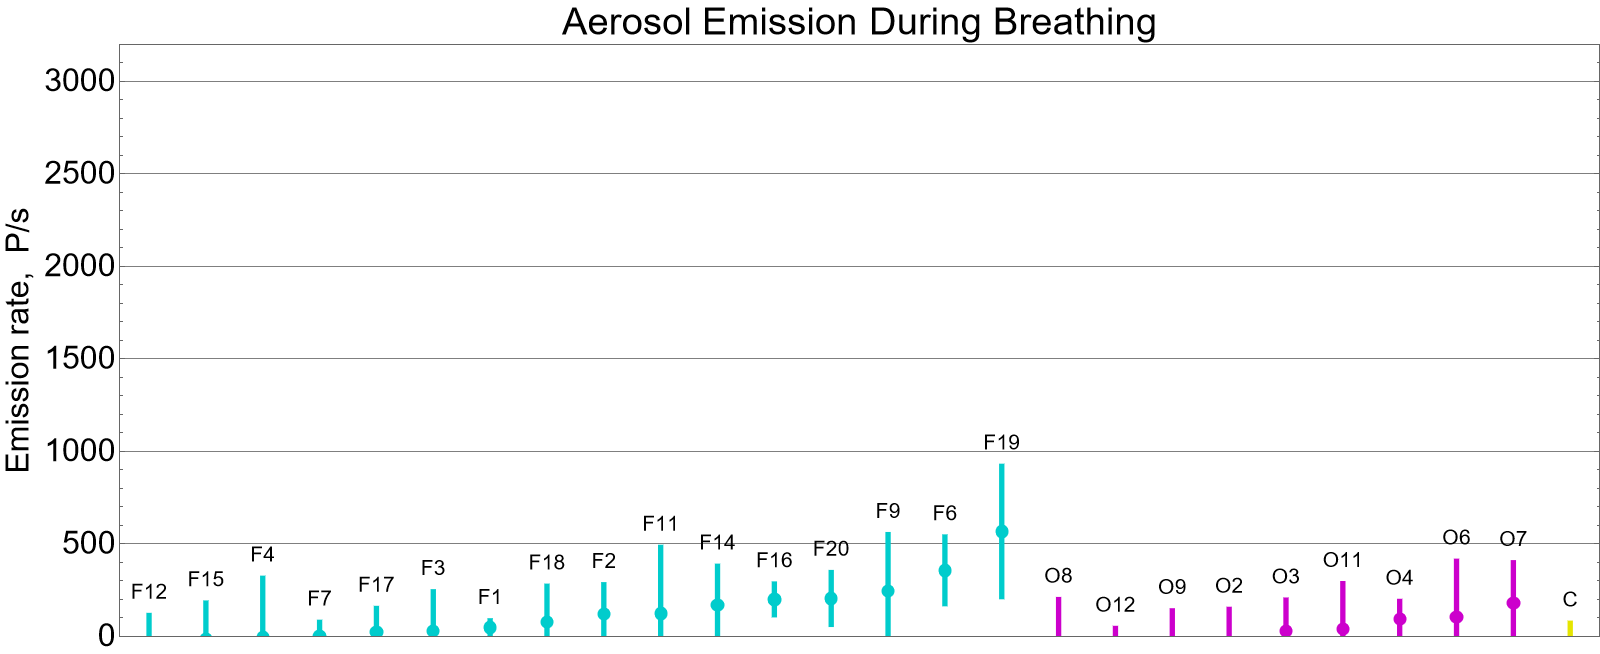 Aerosol Emission During Breathing
Emission rate, P/s
3000
2500
2000
1500
1000
500
0
F12
F15
F4
F7
F17
F3
F1
F18
F2
F11
F14
F16
F20
F9
F6
F19
O8
O12
O9
O2
O3
O11
O4
O6
O7
C